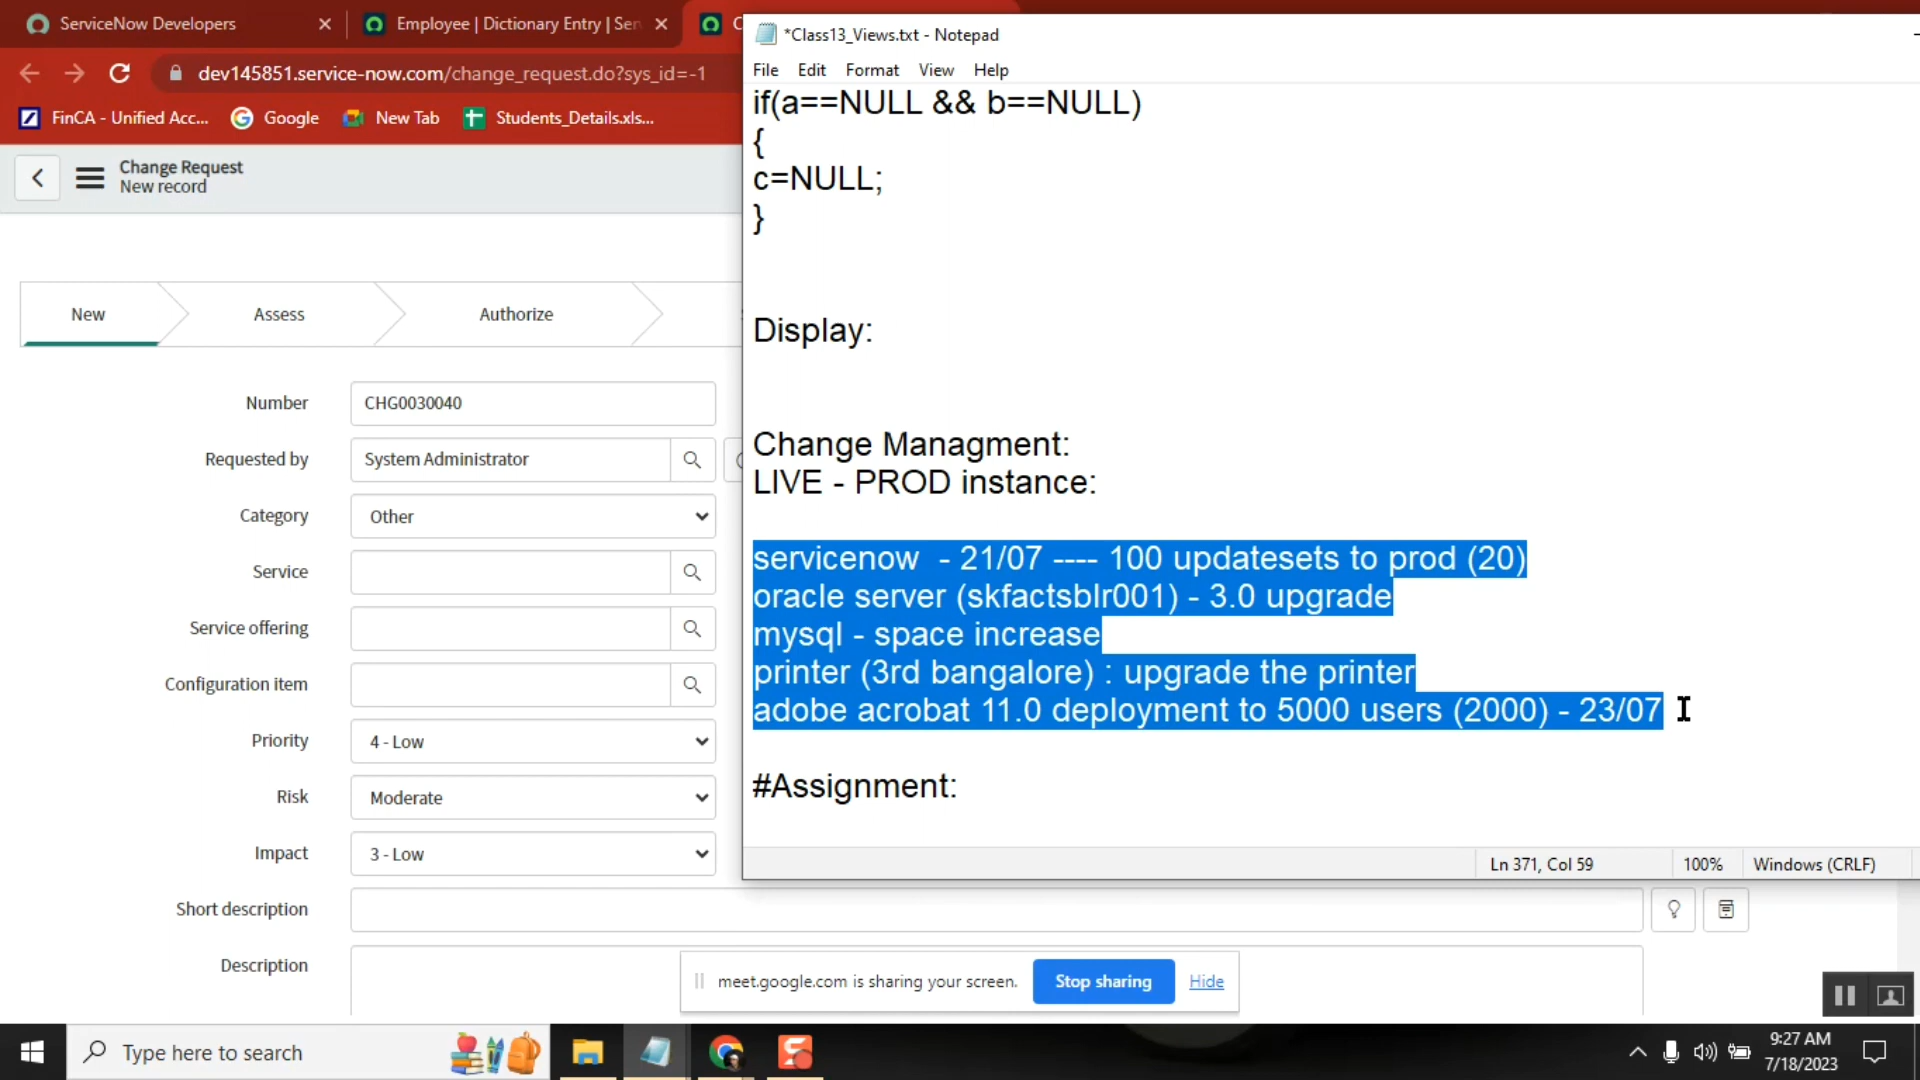 ServiceNow Developers
Employee | Dictionary Entry | Ser
C
*Class13_Views.txt - Notepad
dev145851.service-now.com/change_request.do?sys_id=-1
File Edit Format View Help
FinCA - Unified Acc...
Google
New Tab
Students_Details.xls...
if(a==NULL && b==NULL)
{
c=NULL;
}
Change Request
New record
New
Assess
Authorize
Display:
Number
CHG0030040
Requested by
System Administrator
Category
Other
Service
Service offering
Configuration item
Priority
4 - Low
Risk
Moderate
Impact
3 - Low
Short description
Description
Change Managment:
LIVE - PROD instance:
servicenow  - 21/07 ---- 100 updatesets to prod (20)
oracle server (skfactsblr001) - 3.0 upgrade
mysql - space increase
printer (3rd bangalore) : upgrade the printer
adobe acrobat 11.0 deployment to 5000 users (2000) - 23/07
#Assignment:
Ln 371, Col 59
100%
Windows (CRLF)
meet.google.com is sharing your screen.
Stop sharing
Hide
Type here to search
9:27 AM
7/18/2023